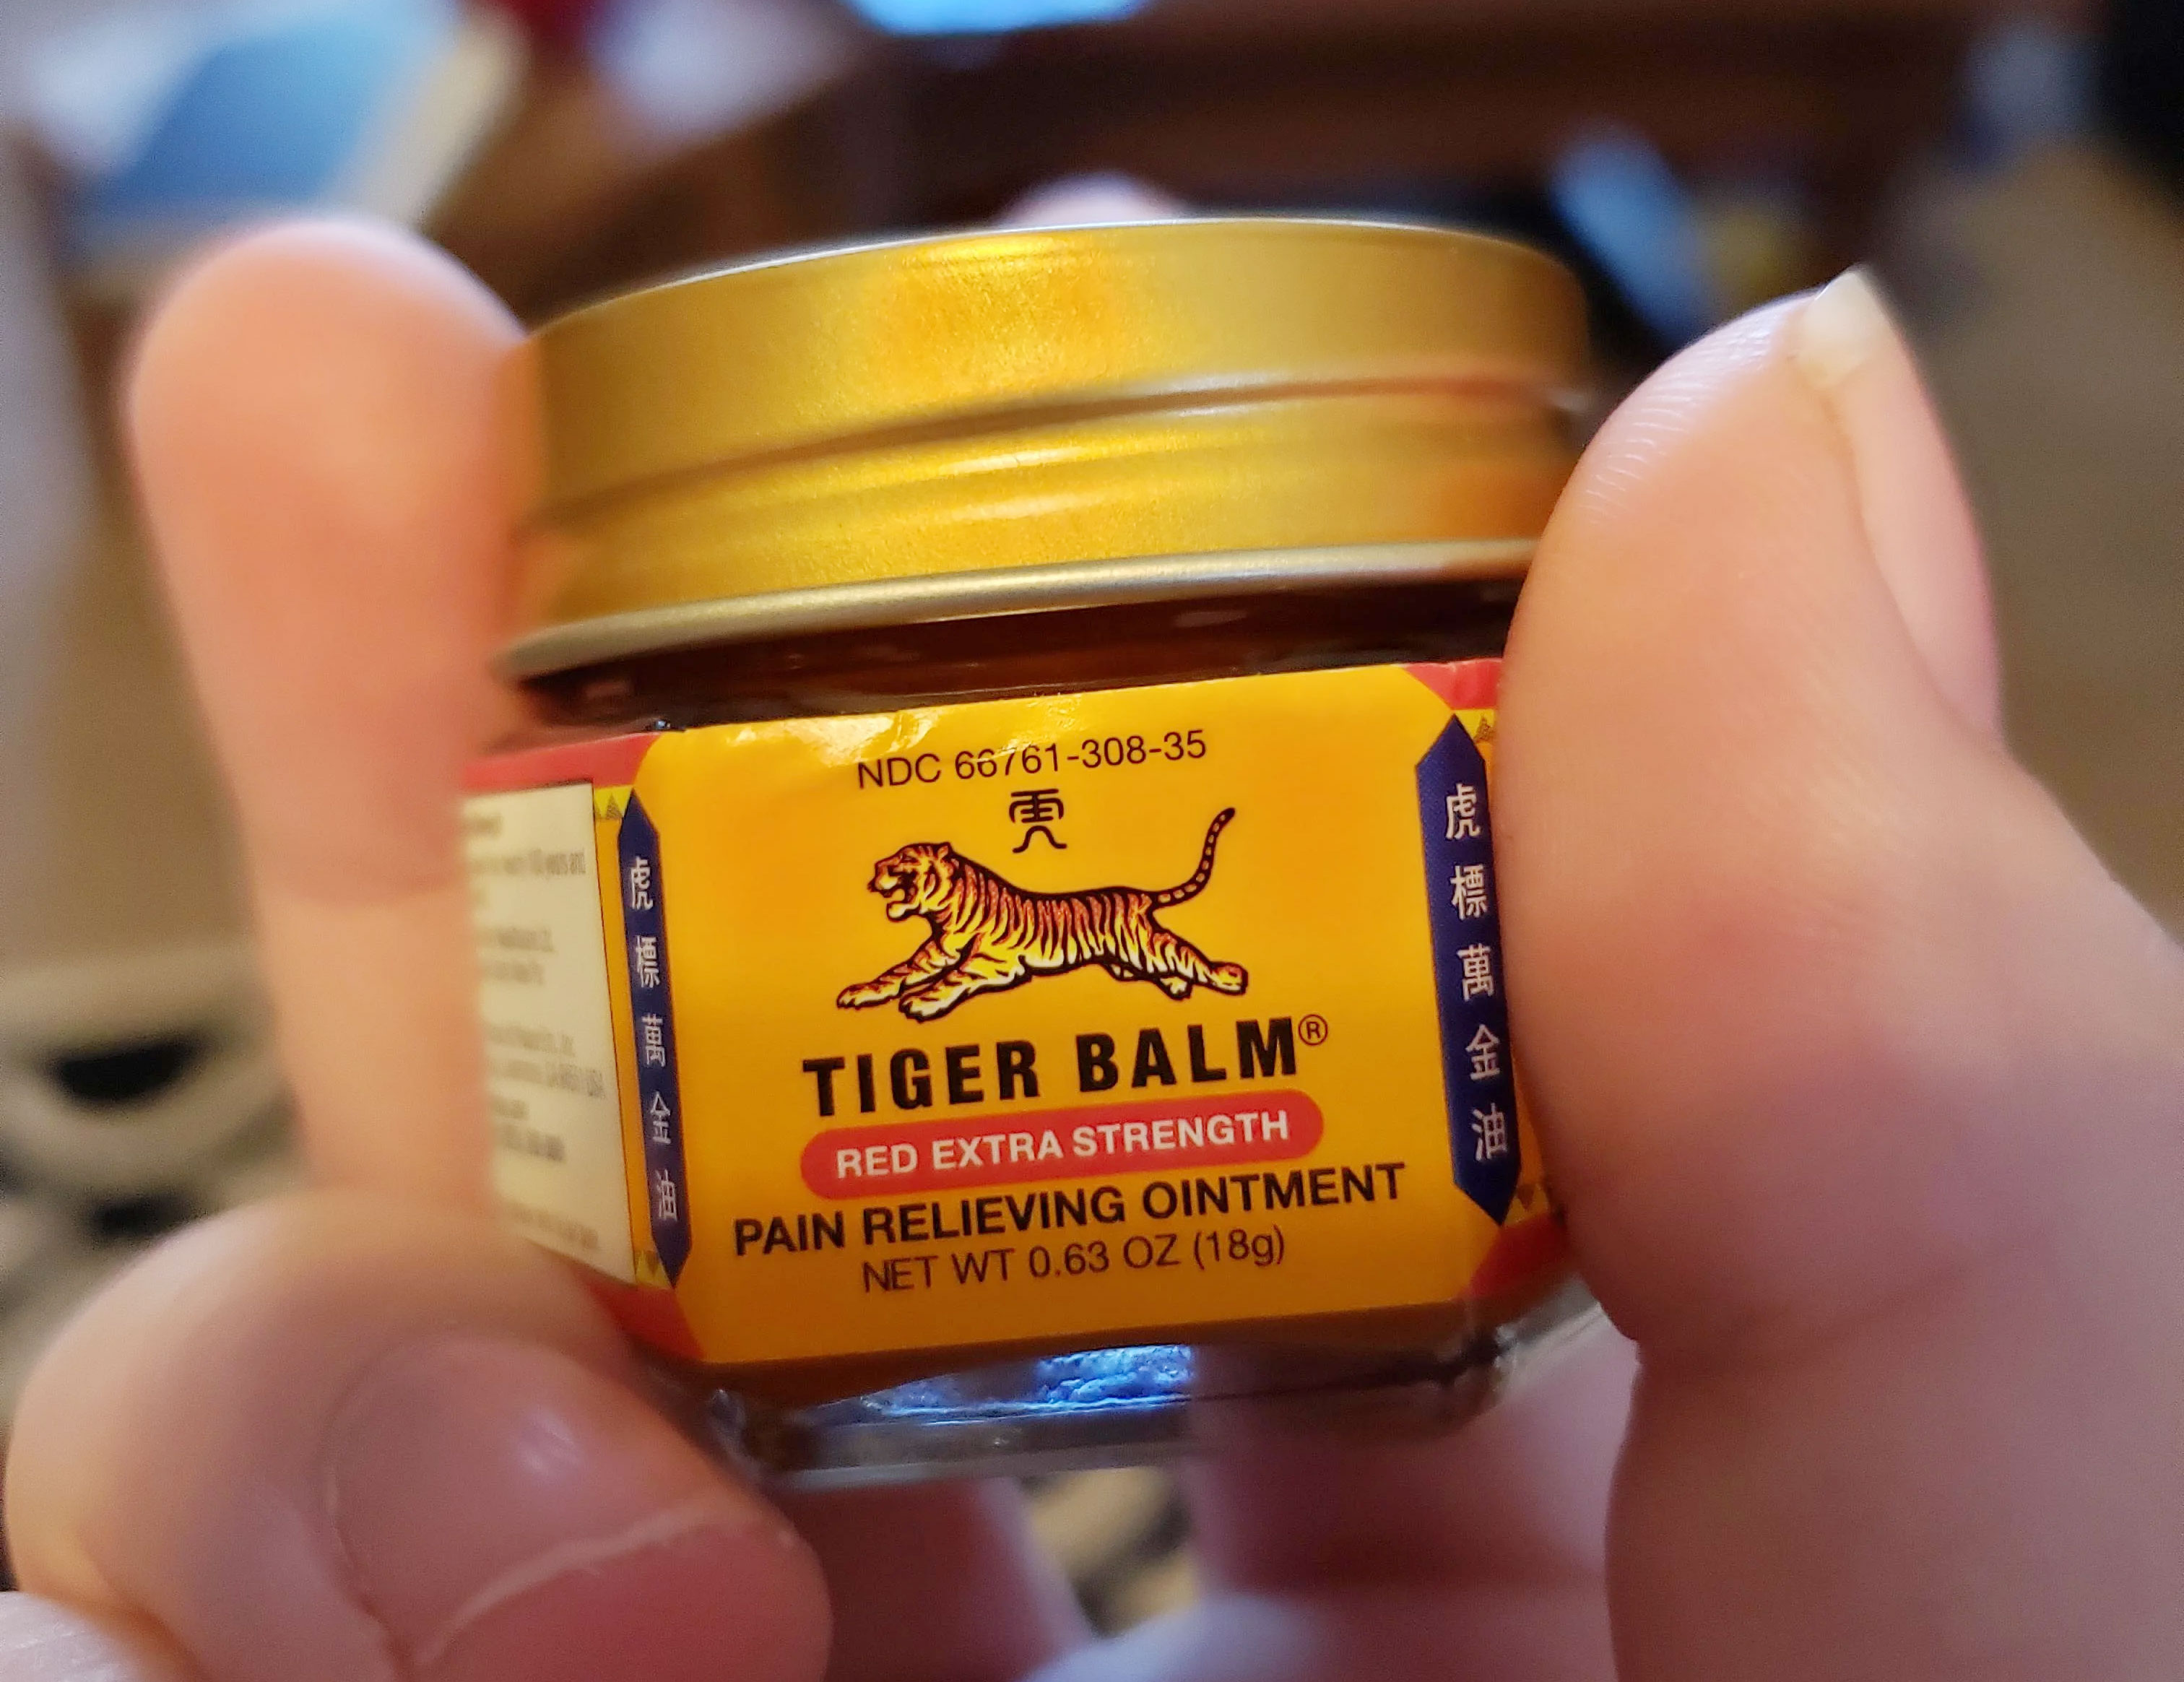 NDC 66761-308-35
TIGER BALM®
RED EXTRA STRENGTH
PAIN RELIEVING OINTMENT
NET WT 0.63 OZ (18g)
虎標萬金油
虎標萬金油